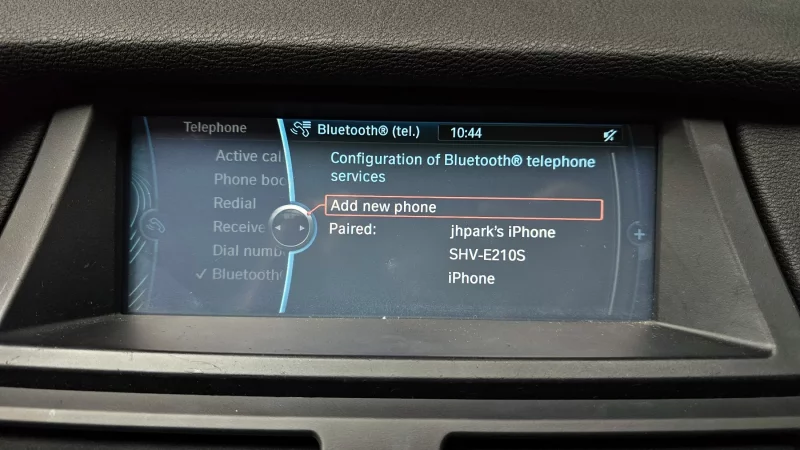 Telephone
Active cal
Phone boo
Redial
Receive
Dial numb
✓ Bluetooth
Bluetooth® (tel.)
10:44
Configuration of Bluetooth® telephone
services
Add new phone
Paired: jhpark's iPhone
SHV-E210S
iPhone